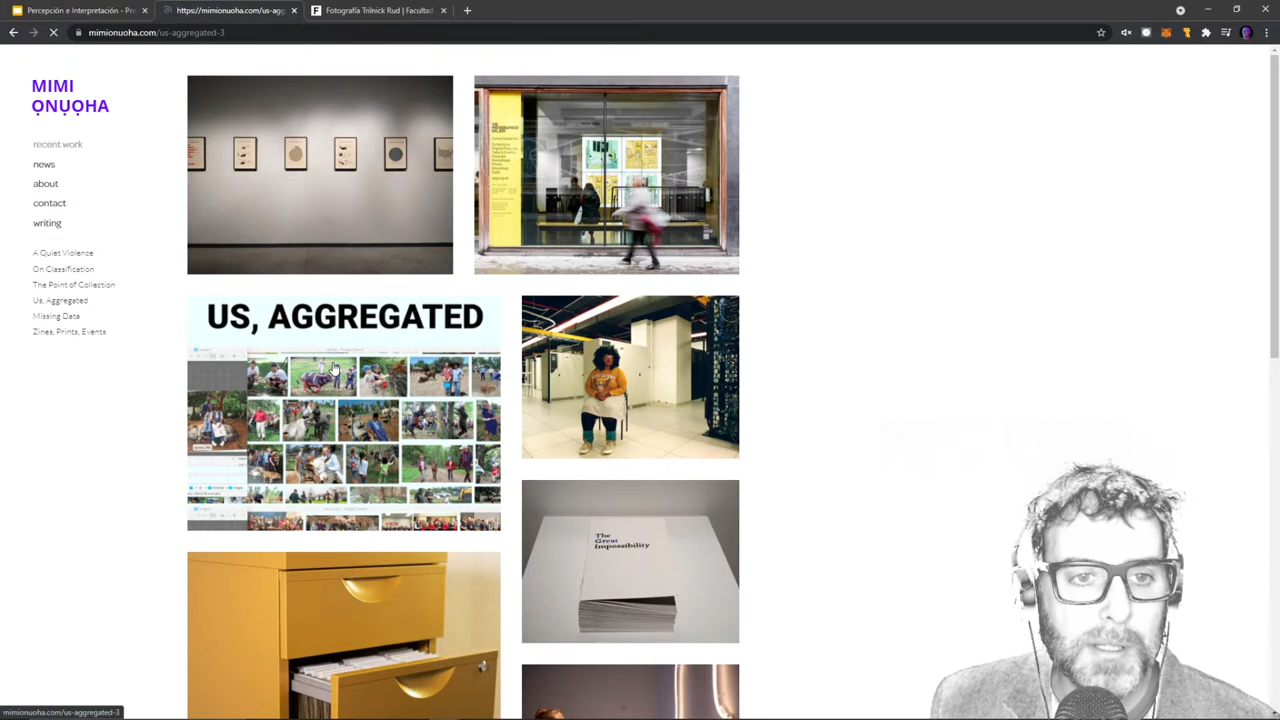 Percepción e Interpretación - Pre
https://mimionuoha.com/us-agg
Fotografía Trilnick Rud | Facultad
mimionuoha.com/us-aggregated-3
MIMI
ỌNỤỌHA
recent work
news
about
contact
writing
A Quiet Violence
On Classification
The Point of Collection
Us, Aggregated
Missing Data
Zines, Prints, Events
US, AGGREGATED
The
Great
Impossibility
mimionuoha.com/us-aggregated-3